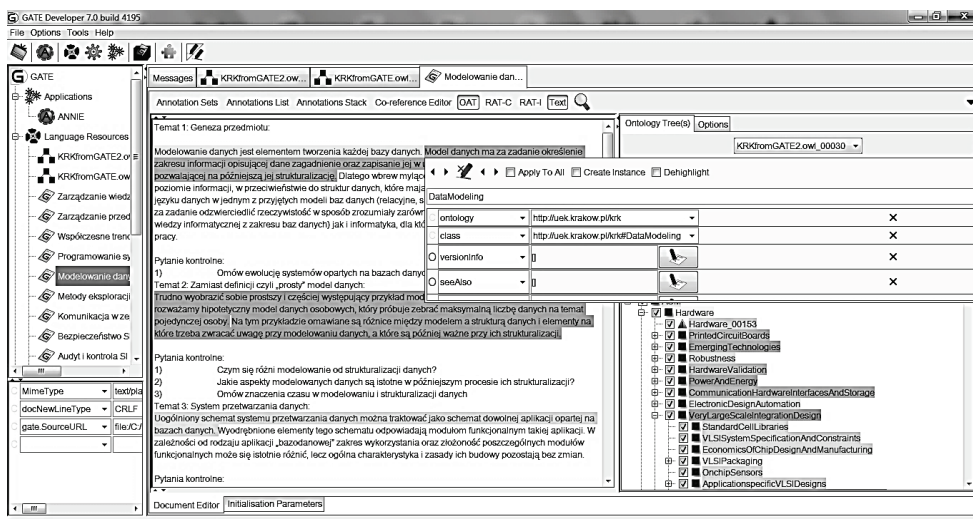 GATE Developer 7.0 build 4195
File Options Tools Help
GATE
Applications
ANNIE
Language Resources
KRKfromGATE2.o
KRKfromGATE.ow
Zarządzanie wiedz
Zarządzanie przed
Współczesne trenc
Programowanie sy
Modelowanie dany
Metody eksploracji
Komunikacja w ze
Bezpieczeństwo S
Audyt i kontrola SI
MimeType text/pla
docNewLineType CRLF
gate.SourceURL file:/C:/
Messages KRKfromGATE2.ow... KRKfromGATE.owl... Modelowanie dan...
Annotation Sets Annotations List Annotations Stack Co-reference Editor OAT RAT-C RAT-I Text
Temat 1: Geneza przedmiotu:
Modelowanie danych jest elementem tworzenia każdej bazy danych. Model danych ma za zadanie określenie
zakresu informacji opisującej dane zagadnienie oraz zapisanie jej w
pozwalającej na późniejszą jej strukturalizację. Dlatego wbrew myląc
poziomie informacji, w przeciwieństwie do struktur danych, które mają
języku danych w jednym z przyjętych modeli baz danych (relacyjne, s
za zadanie odzwierciedlić rzeczywistość w sposób zrozumiały zarówn
wiedzy informatycznej z zakresu baz danych) jak i informatyka, dla któ
pracy.
Pytanie kontrolne:
1) Omów ewolucję systemów opartych na bazach danyc
Temat 2: Zamiast definicji czyli „prosty” model danych:
Trudno wyobrazić sobie prostszy i częściej występujący przykład mod
rozważamy hipotetyczny model danych osobowych, który próbuje zebrać maksymalną liczbę danych na temat
pojedynczej osoby. Na tym przykładzie omawiane są różnice między modelem a strukturą danych i elementy na
które trzeba zwracać uwagę przy modelowaniu danych, a które są później ważne przy ich strukturalizacji.
Pytania kontrolne:
1) Czym się różni modelowanie od strukturalizacji danych?
2) Jakie aspekty modelowanych danych są istotne w późniejszym procesie ich strukturalizacji?
3) Omów znaczenia czasu w modelowaniu i strukturalizacji danych
Temat 3: System przetwarzania danych:
Uogólniony schemat systemu przetwarzania danych można traktować jako schemat dowolnej aplikacji opartej na
bazach danych. Wyodrębnione elementy tego schematu odpowiadają modułom funkcjonalnym takiej aplikacji. W
zależności od rodzaju aplikacji „bazodanowej” zakres wykorzystania oraz złożoność poszczególnych modułów
funkcjonalnych może się istotnie różnić, lecz ogólna charakterystyka i zasady ich budowy pozostają bez zmian.
Pytania kontrolne:
Document Editor Initialisation Parameters
Ontology Tree(s) Options
KRKfromGATE2.owl_00030
Apply To All Create Instance Dehighlight
DataModeling
ontology http://uek.krakow.pl/krk
class http://uek.krakow.pl/krk#DataModeling
versionInfo []
seeAlso []
Hardware
Hardware_00153
PrintedCircuitBoards
EmergingTechnologies
Robustness
HardwareValidation
PowerAndEnergy
CommunicationHardwareInterfacesAndStorage
ElectronicDesignAutomation
VeryLargeScaleIntegrationDesign
StandardCellLibraries
VLSISystemSpecificationAndConstraints
EconomicsOfChipDesignAndManufacturing
VLSIPackaging
OnchipSensors
ApplicationspecificVLSIDesigns